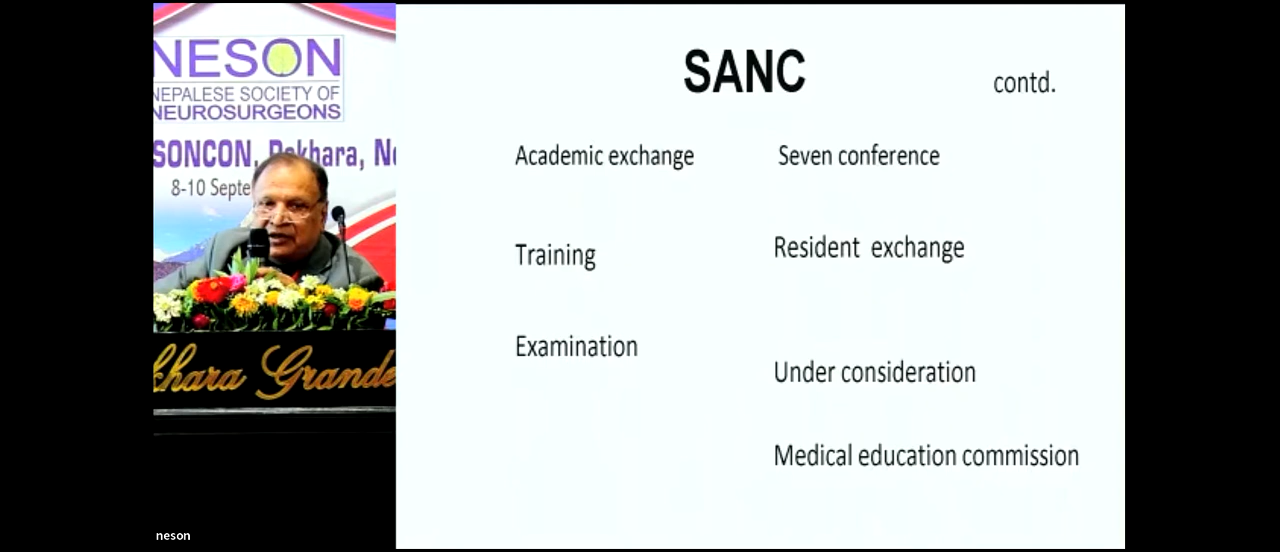 NESON
NEPALESE SOCIETY OF
NEUROSURGEONS
SONCON, Pokhara, Ne
8-10 Septe
khara Grande
neson
SANC
contd.
Academic exchange
Seven conference
Training
Resident exchange
Examination
Under consideration
Medical education commission